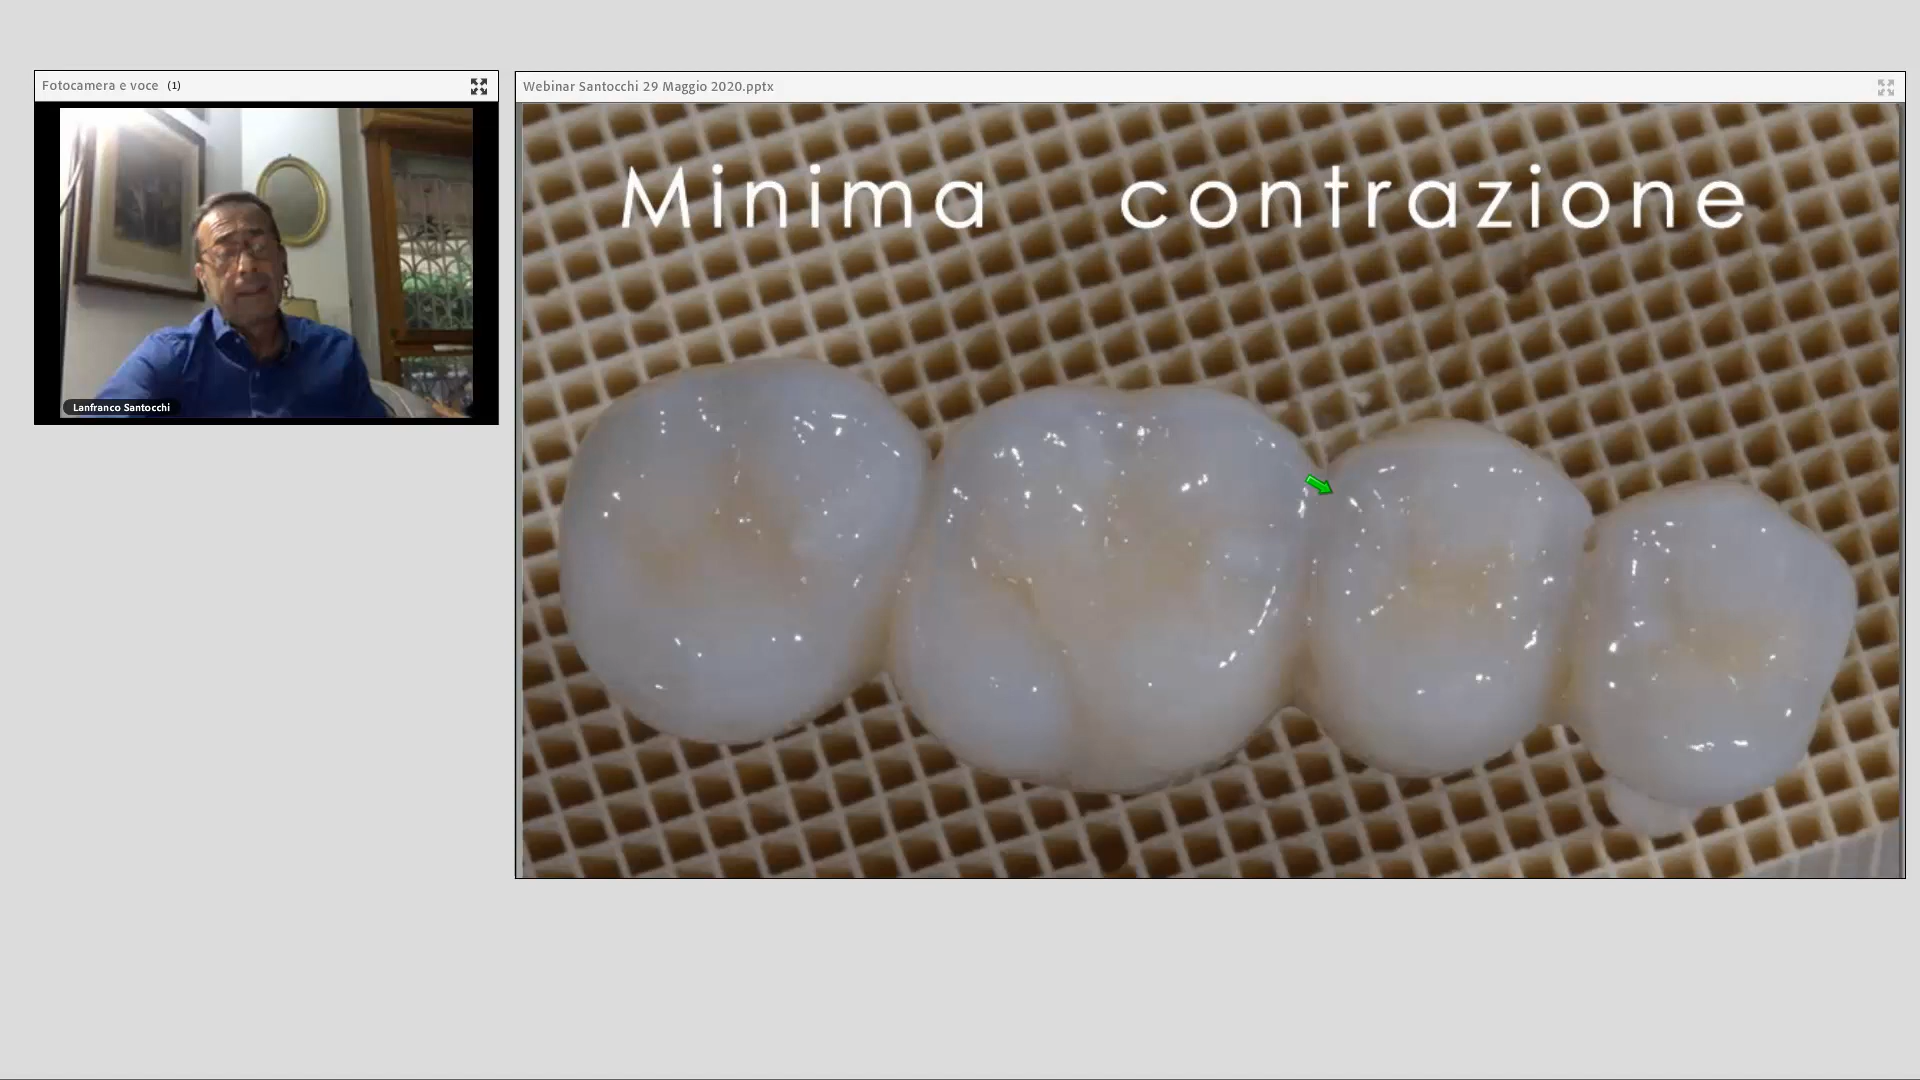 Fotocamera e voce (1)
Lanfranco Santocchi
Webinar Santocchi 29 Maggio 2020.pptx
Minima contrazione